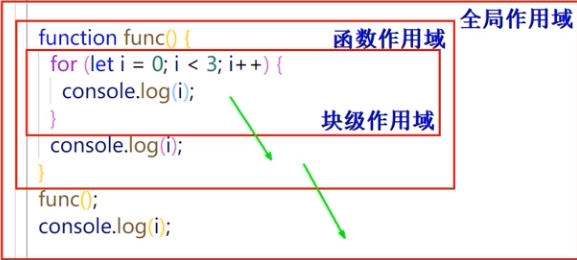 全局作用域
function func() { 函数作用域
for (let i = 0; i < 3; i++) {
console.log(i);
} 块级作用域
console.log(i);
}
func();
console.log(i);